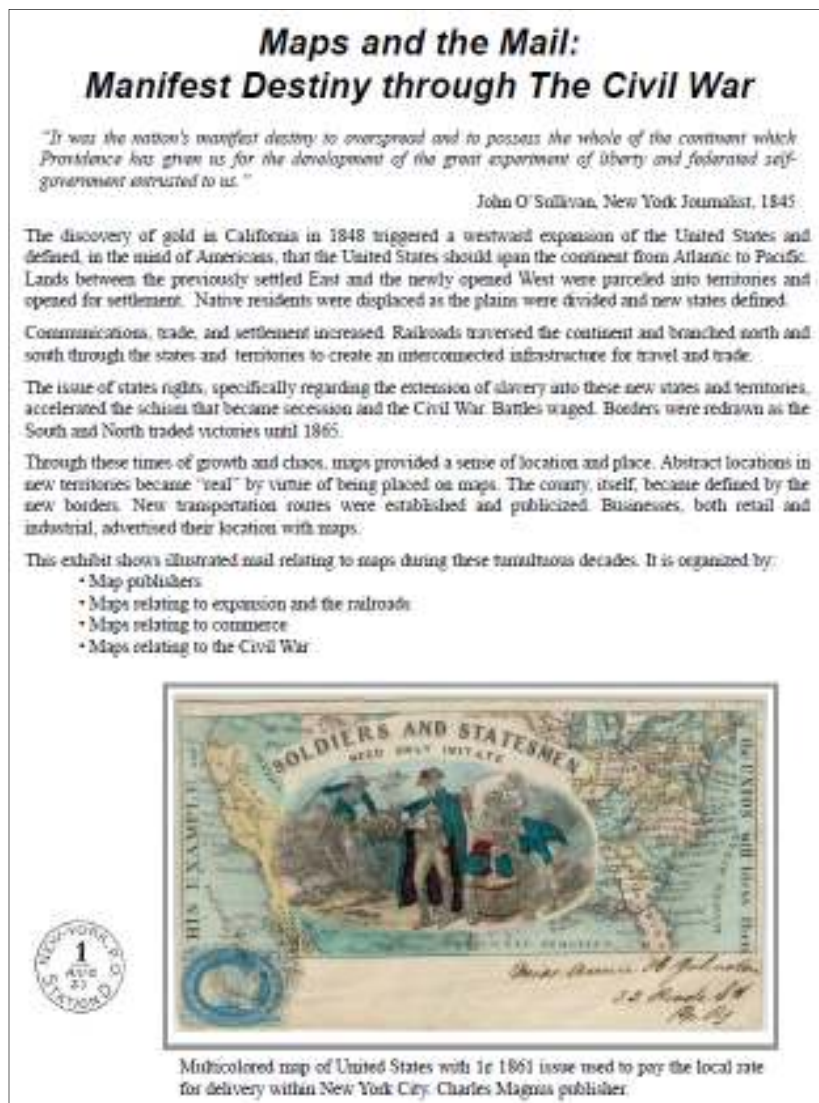 Maps and the Mail:
Manifest Destiny through The Civil War
"It was the nation's manifest destiny to overspread and to possess the whole of the continent which
Providence has given us for the development of the great experiment of liberty and federated self-
government entrusted to us."
John O'Sullivan, New York Journalist, 1845
The discovery of gold in California in 1848 triggered a westward expansion of the United States and
defined, in the mind of Americans, that the United States should span the continent from Atlantic to Pacific.
Lands between the previously settled East and the newly opened West were parceled into territories and
opened for settlement. Native residents were displaced as the plains were divided and new states defined.
Communications, trade, and settlement increased. Railroads traversed the continent and branched north and
south through the states and territories to create an interconnected infrastructure for travel and trade.
The issue of states rights, specifically regarding the extension of slavery into these new states and territories,
accelerated the schism that became secession and the Civil War. Battles waged. Borders were redrawn as the
South and North traded victories until 1865.
Through these times of growth and chaos, maps provided a sense of location and place. Abstract locations in
new territories became "real" by virtue of being placed on maps. The county, itself, became defined by the
new borders. New transportation routes were established and publicized. Businesses, both retail and
industrial, advertised their location with maps.
This exhibit shows illustrated mail relating to maps during these tumultuous decades. It is organized by:
• Map publishers
• Maps relating to expansion and the railroads
• Maps relating to commerce
• Maps relating to the Civil War
SOLDIERS AND STATESMEN
NEED ONLY IMITATE
HIS EXAMPLE and
the UNION will bless them
NEW-YORK, P.O.
1
AUG
STATION D
Miss Annie
Multicolored map of United States with 1¢ 1861 issue used to pay the local rate
for delivery within New York City. Charles Magnus publisher.